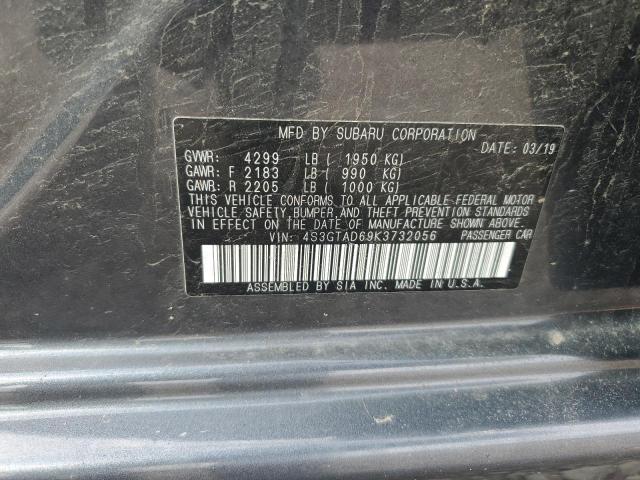 MFD BY SUBARU CORPORATION
DATE: 03/19
GVWR: 4299 LB ( 1950 KG)
GAWR: F 2183 LB ( 990 KG)
GAWR: R 2205 LB ( 1000 KG)
THIS VEHICLE CONFORMS TO ALL APPLICABLE FEDERAL MOTOR
VEHICLE SAFETY, BUMPER, AND THEFT PREVENTION STANDARDS
IN EFFECT ON THE DATE OF MANUFACTURE SHOWN ABOVE.
VIN: 4S3GTAD69K3732056 PASSENGER CAR
ASSEMBLED BY SIA INC. MADE IN U.S.A.